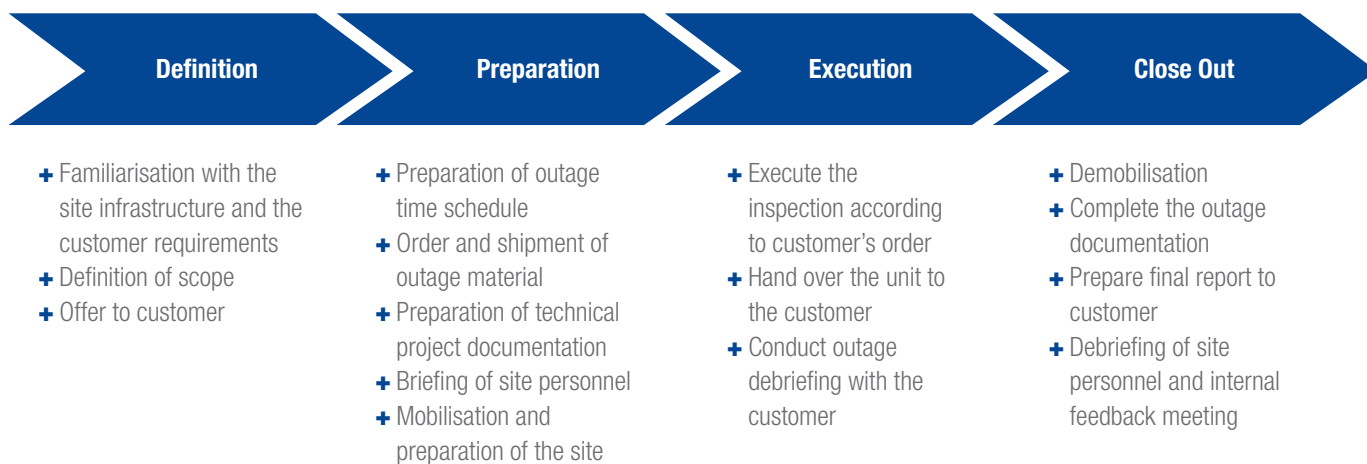 Definition
Preparation
Execution
Close Out
+ Familiarisation with the
site infrastructure and the
customer requirements
+ Definition of scope
+ Offer to customer
+ Preparation of outage
time schedule
+ Order and shipment of
outage material
+ Preparation of technical
project documentation
+ Briefing of site personnel
+ Mobilisation and
preparation of the site
+ Execute the
inspection according
to customer’s order
+ Hand over the unit to
the customer
+ Conduct outage
debriefing with the
customer
+ Demobilisation
+ Complete the outage
documentation
+ Prepare final report to
customer
+ Debriefing of site
personnel and internal
feedback meeting